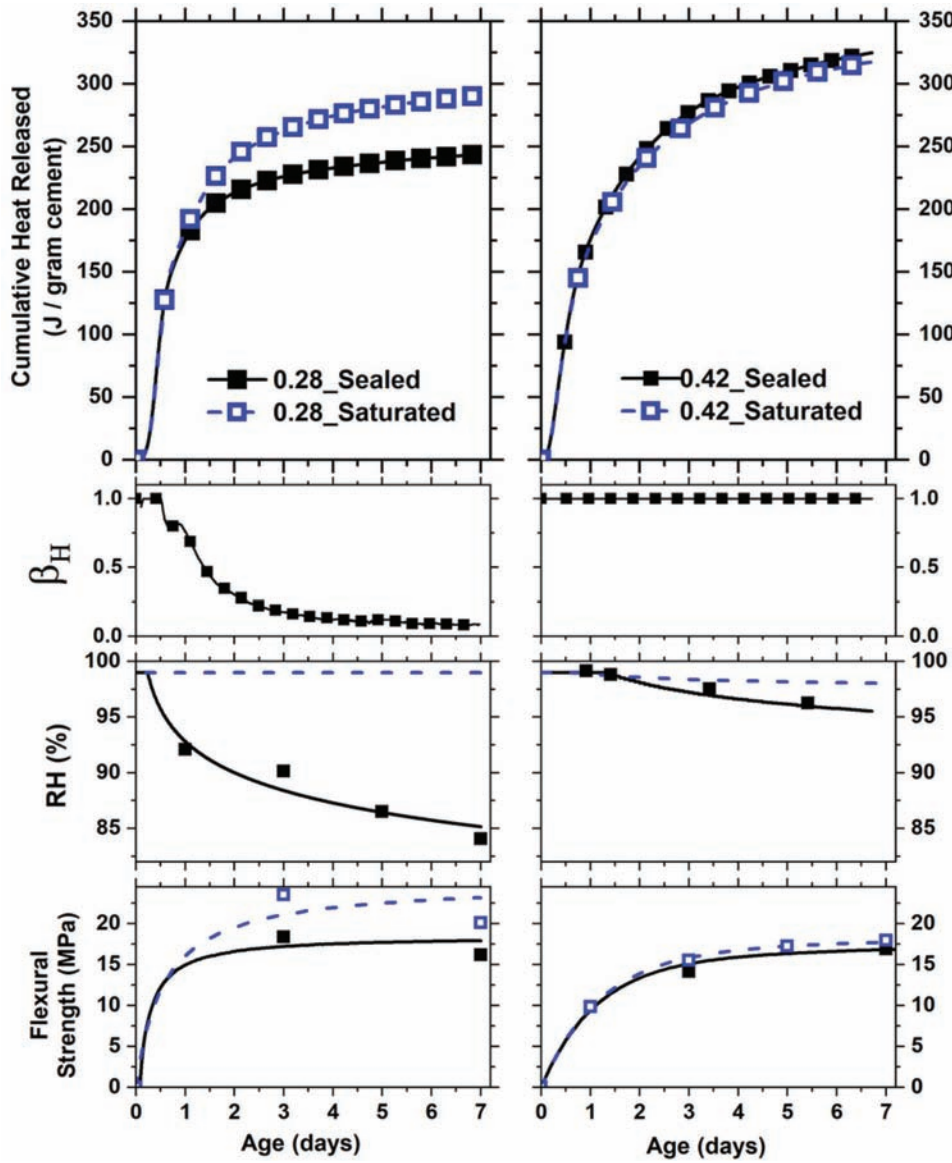 350
300
250
200
150
100
50
0
Cumulative Heat Released
(J / gram cement)
0.28_Sealed
0.28_Saturated
0.42_Sealed
0.42_Saturated
350
300
250
200
150
100
50
0
1.0
0.5
0.0
βH
1.0
0.5
0.0
100
95
90
85
RH (%)
100
95
90
85
20
15
10
5
0
Flexural
Strength (MPa)
20
15
10
5
0
0 1 2 3 4 5 6 7
Age (days)
0 1 2 3 4 5 6 7
Age (days)